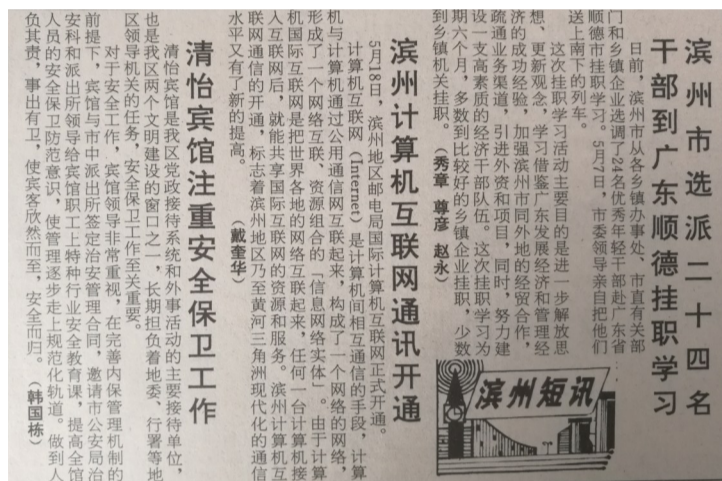 滨州市选派二十四名
干部到广东顺德挂职学习
日前，滨州市从各乡镇办事处、市直有关部
门和乡镇企业选调了24名优秀年轻干部赴广东省
顺德市挂职学习。5月7日，市委领导亲自把他们
送上南下的列车。
这次挂职学习活动主要目的是进一步解放思
想、更新观念，学习借鉴广东发展经济和管理经
济的成功经验，加强滨州市同外地的经贸合作，
疏通业务渠道，引进外资和项目，同时，努力建
设一支高素质的经济干部队伍。这次挂职学习为
期六个月，多数到比较好的乡镇企业挂职，少数
到乡镇机关挂职。
（秀章 尊彦 赵永）
滨州短讯
滨州计算机互联网通讯开通
5月18日，滨州地区邮电局国际计算机互联网正式开通。
计算机互联网（Internet）是计算机间相互通信的手段，计算
机与计算机通过公用通信网互联起来，构成了一个网络的网络，
形成了一个网络互联、资源组合的「信息网络实体」。由于计算
机国际互联网是把世界各地的网络互联起来，任何一台计算机接
入互联网后，就能共享国际互联网的资源和服务。滨州计算机互
联网通信的开通，标志着滨州地区乃至黄河三角洲现代化的通信
水平又有了新的提高。
（戴奎华）
清怡宾馆注重安全保卫工作
清怡宾馆是我区党政接待系统和外事活动的主要接待单位，
也是我区两个文明建设的窗口之一，长期担负着地委、行署等地
区领导机关的任务，安全保卫工作至关重要。
对于安全工作，宾馆领导非常重视，在完善内保管理机制的
前提下，宾馆与市中派出所签定治安管理合同，邀请市公安局治
安科和派出所领导给宾馆职工上特种行业安全教育课，提高全馆
人员的安全保卫防范意识，使管理逐步走上规范化轨道。做到人
负其责，事出有卫，使宾客欣然而至，安全而归。
（韩国栋）